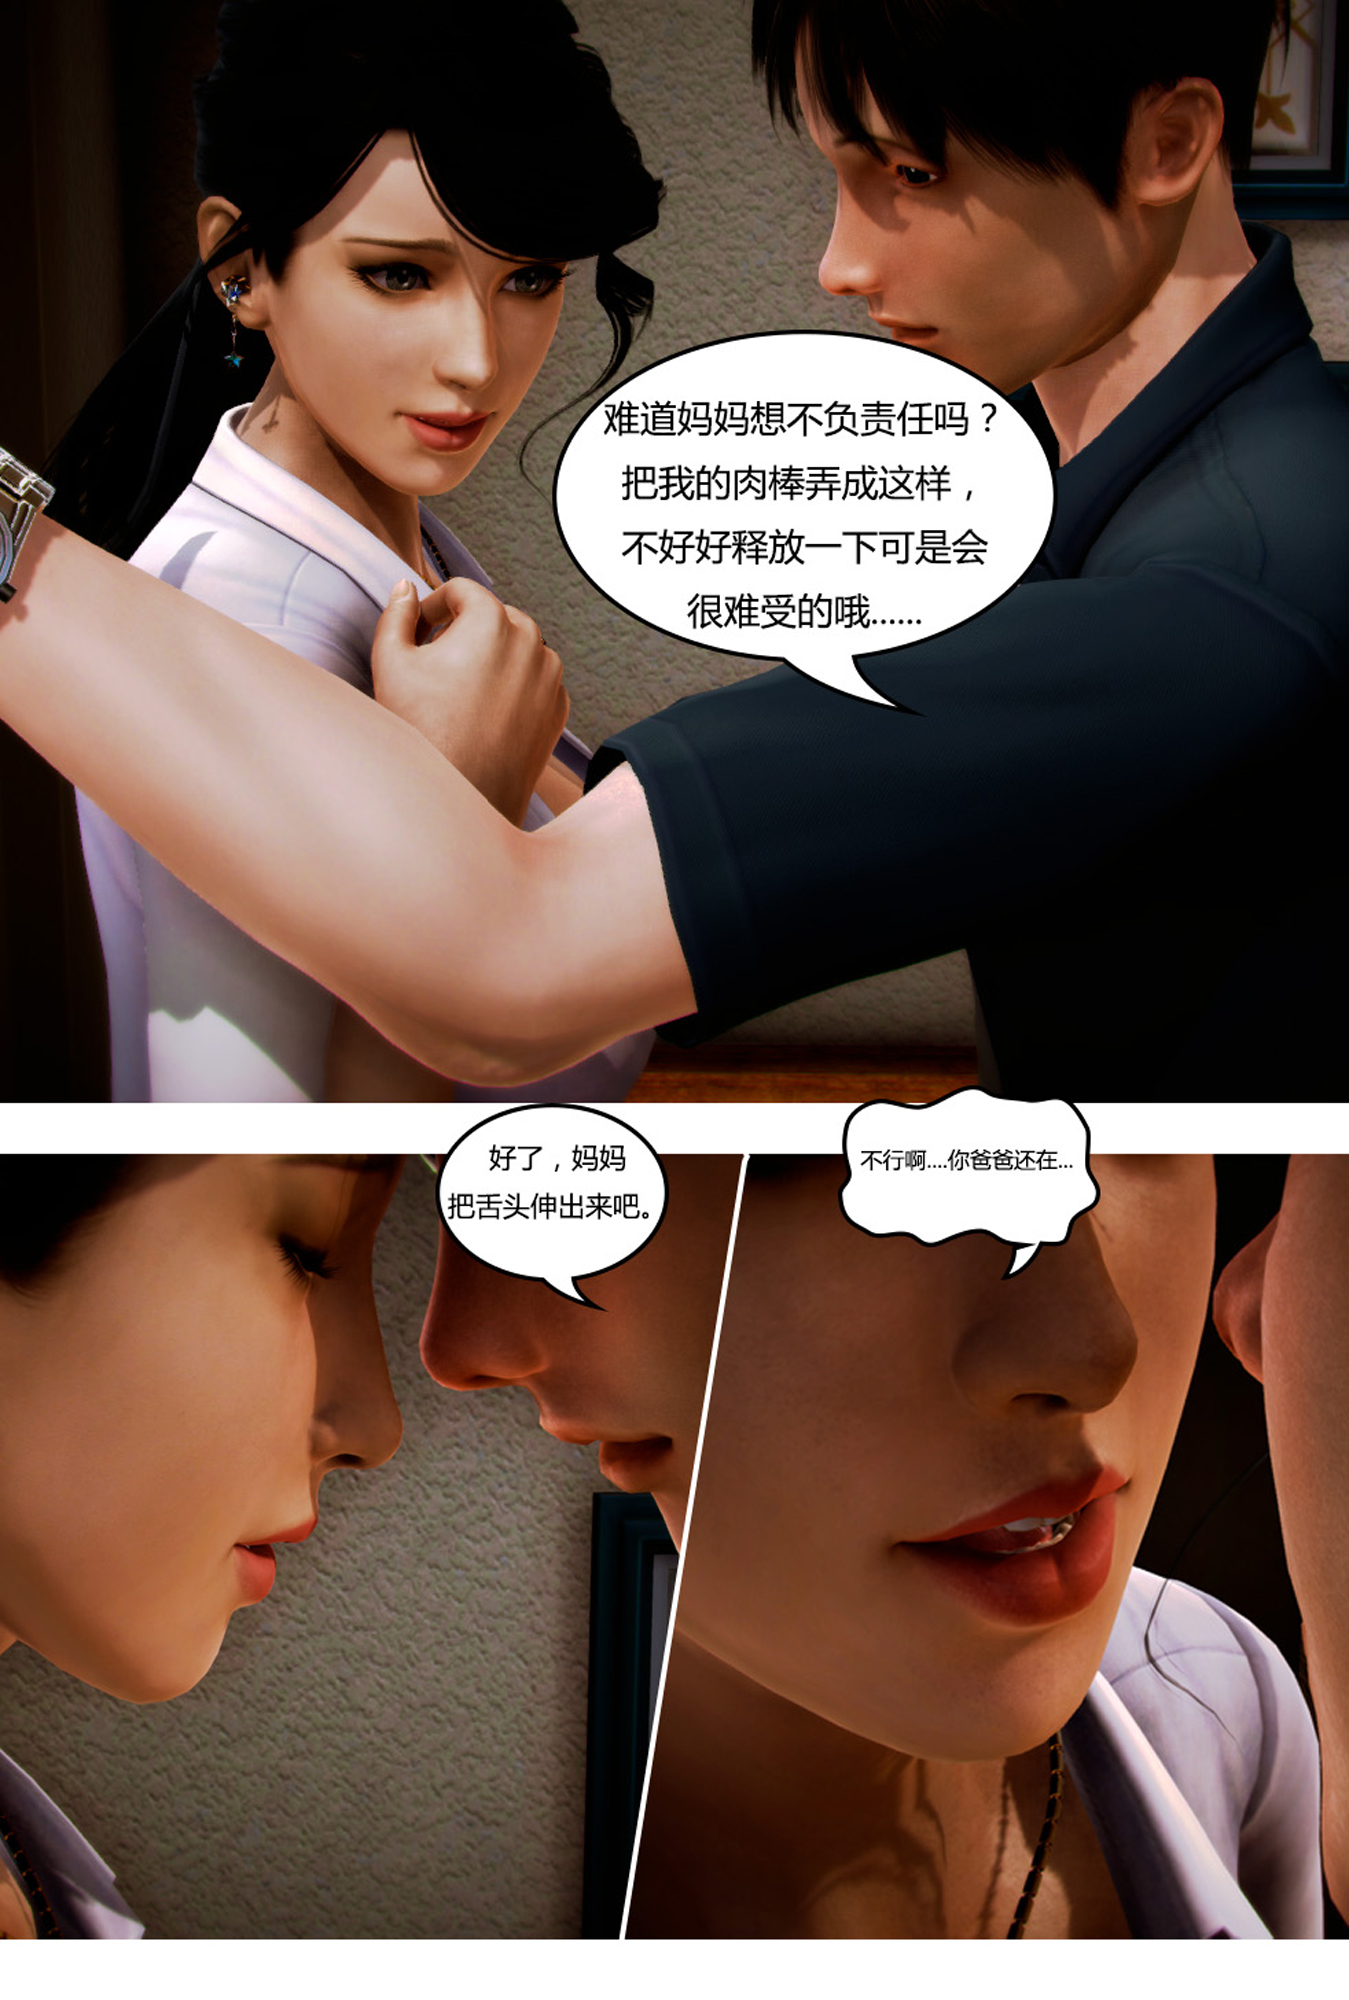 难道妈妈想不负责任吗？
把我的肉棒弄成这样，
不好好释放一下可是会
很难受的哦......
好了，妈妈
把舌头伸出来吧。
不行啊....你爸爸还在...